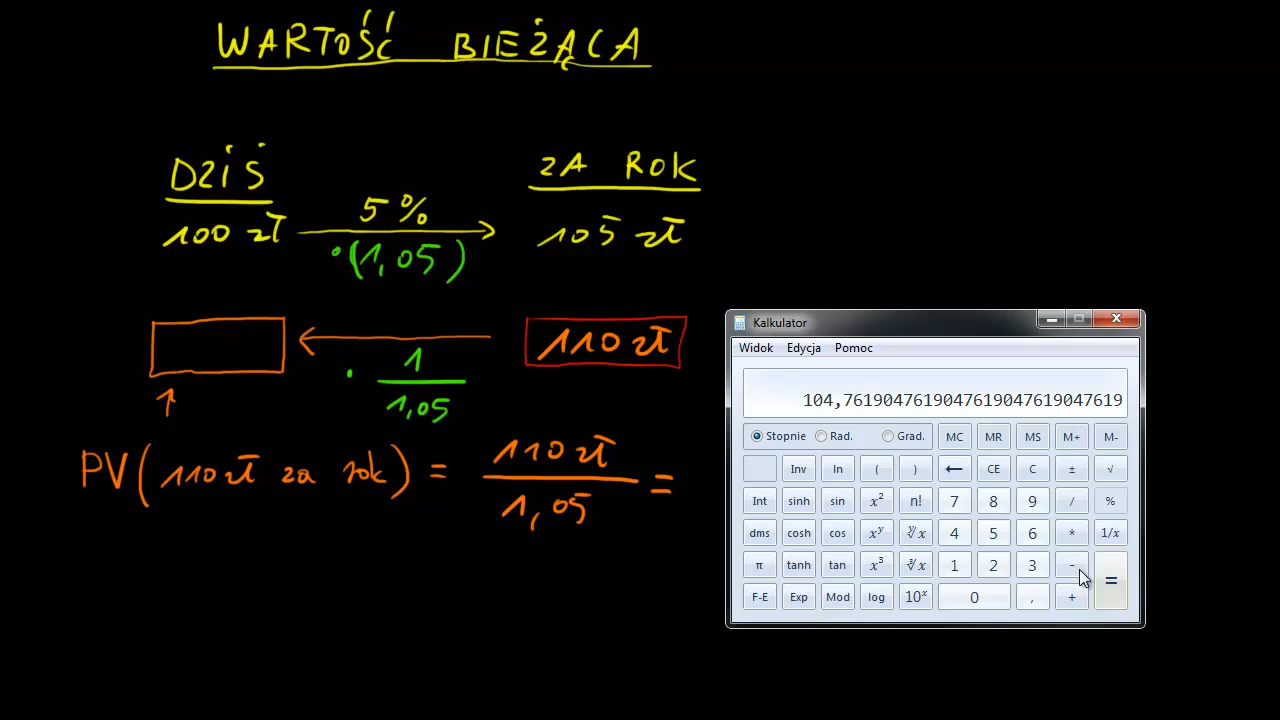 WARTOŚĆ BIEŻĄCA
DZIŚ
ZA ROK
100 zł
5%
105 zł
·(1,05)
110 zł
· 1
1,05
PV(110 zł za rok) = 110 zł =
1,05
Kalkulator
Widok Edycja Pomoc
104,76190476190476190476190476 19
Stopnie Rad. Grad. MC MR MS M+ M-
Inv ln ( ) ← CE C ± √
Int sinh sin x² n! 7 8 9 / %
dms cosh cos xʸ ʸ√x 4 5 6 * 1/x
π tanh tan x³ ³√x 1 2 3 - =
F-E Exp Mod log 10ˣ 0 , +